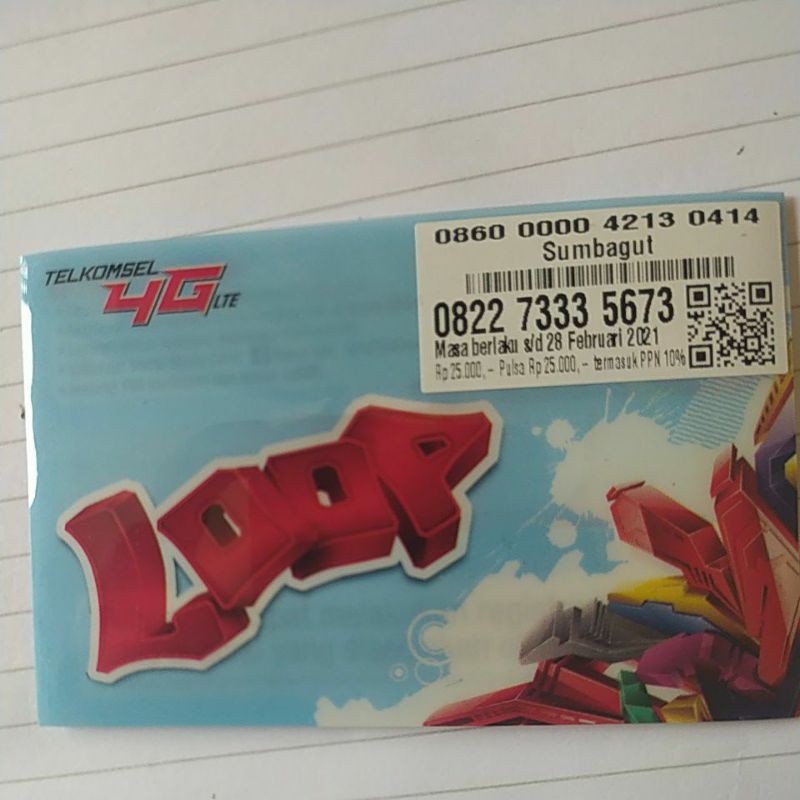 TELKOMSEL
4G LTE
0860 0000 4213 0414
Sumbagut
0822 7333 5673
Masa berlaku s/d 28 Februari 2021
Rp 25.000,- Pulsa Rp 25.000,- termasuk PPN 10%
LOOP